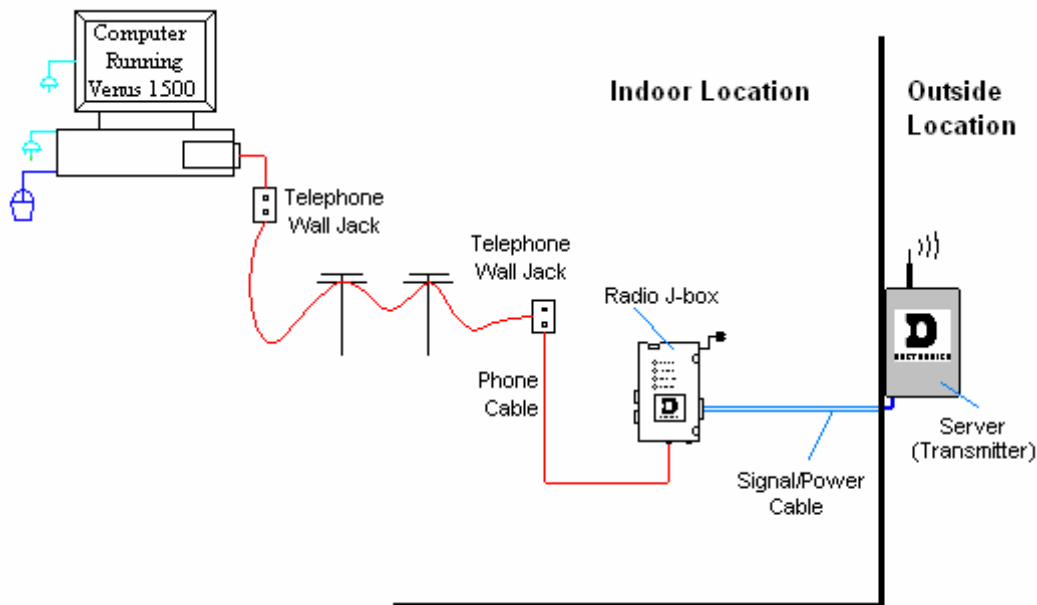 Computer
Running
Venus 1500
Indoor Location
Outside
Location
Telephone
Wall Jack
Telephone
Wall Jack
Radio J-box
Phone
Cable
D
D
DAKTRONICS
Server
(Transmitter)
Signal/Power
Cable